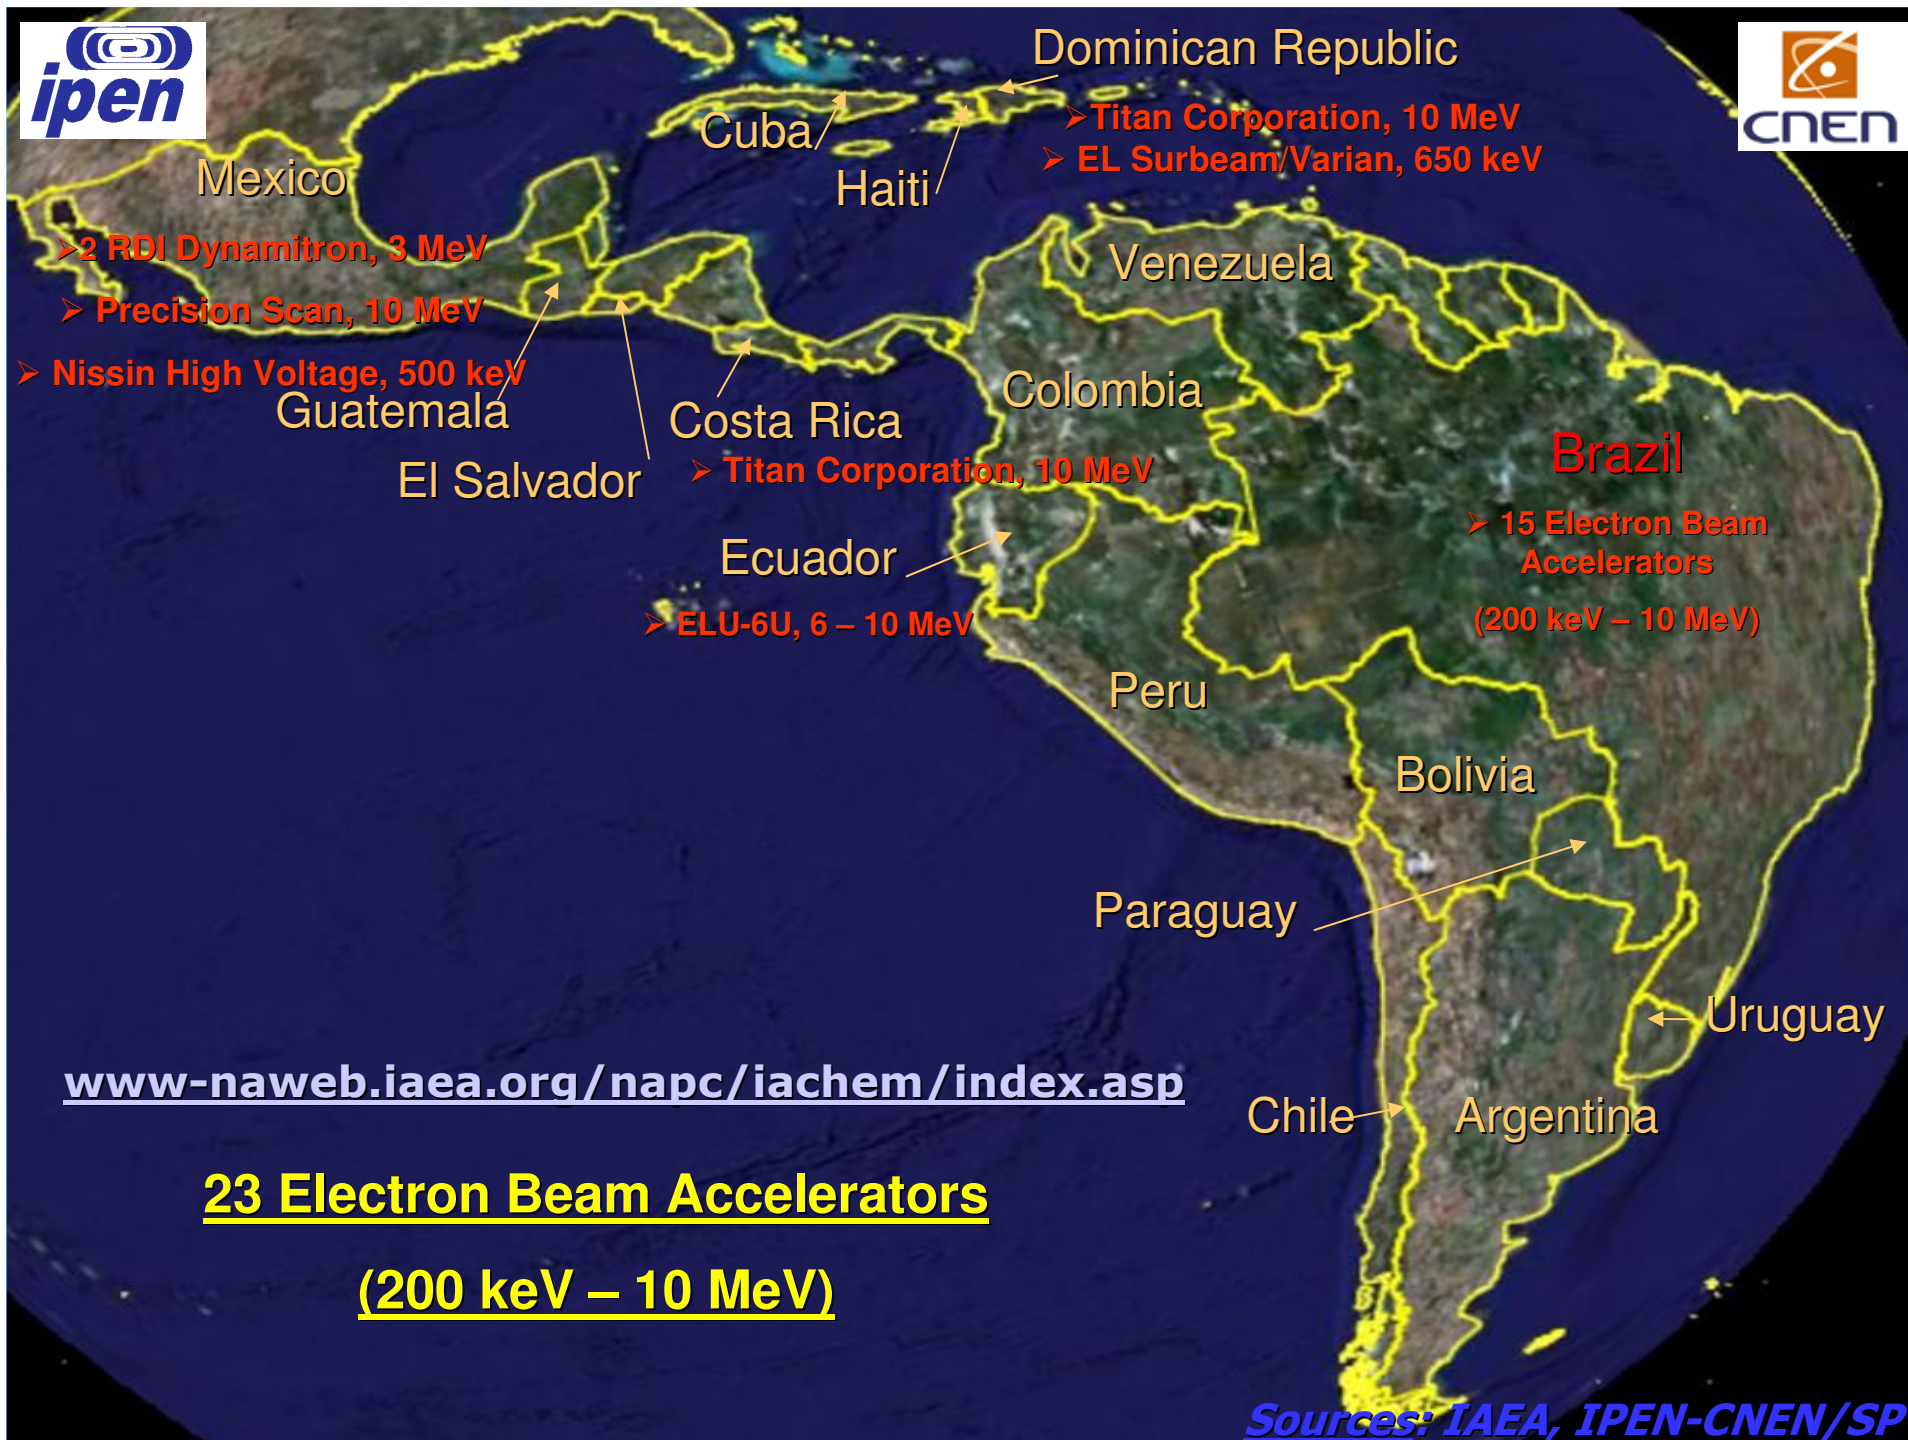 ipen
CNEN
Dominican Republic
➢Titan Corporation, 10 MeV
➢ EL Surbeam/Varian, 650 keV
Cuba
Haiti
Mexico
➢2 RDI Dynamitron, 3 MeV
➢ Precision Scan, 10 MeV
➢ Nissin High Voltage, 500 keV
Guatemala
El Salvador
Costa Rica
➢ Titan Corporation, 10 MeV
Venezuela
Colombia
Brazil
➢ 15 Electron Beam
Accelerators
(200 keV – 10 MeV)
Ecuador
➢ ELU-6U, 6 – 10 MeV
Peru
Bolivia
Paraguay
Uruguay
Chile
Argentina
www-naweb.iaea.org/napc/iachem/index.asp
23 Electron Beam Accelerators
(200 keV – 10 MeV)
Sources: IAEA, IPEN-CNEN/SP